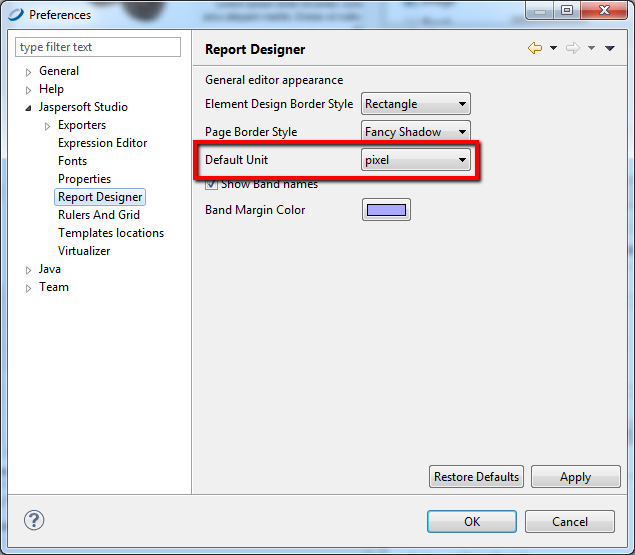 Preferences
type filter text
General
Help
Jaspersoft Studio
Exporters
Expression Editor
Fonts
Properties
Report Designer
Rulers And Grid
Templates locations
Virtualizer
Java
Team
Report Designer
General editor appearance
Element Design Border Style Rectangle
Page Border Style Fancy Shadow
Default Unit pixel
Show Band names
Band Margin Color
Restore Defaults Apply
OK Cancel